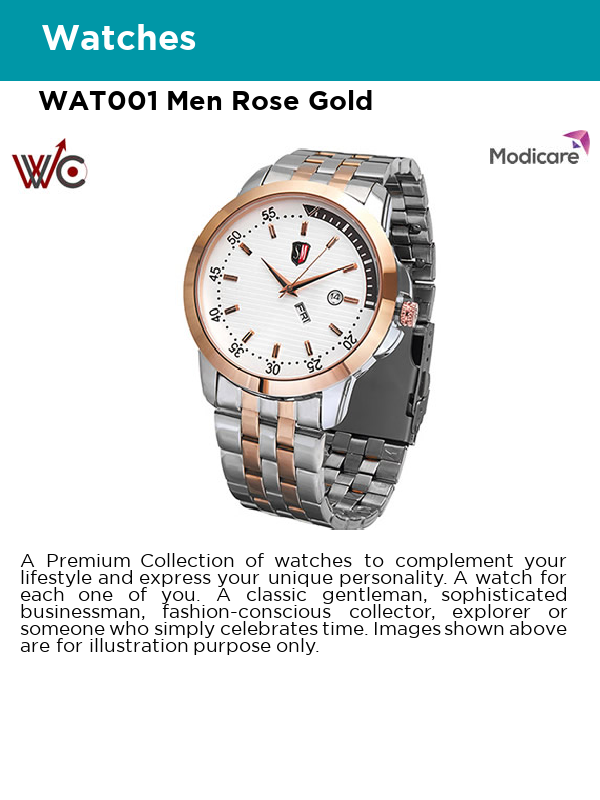 Watches
WAT001 Men Rose Gold
WC
Modicare
55
50
45
40
35
30
25
20
FRI
A Premium Collection of watches to complement your
lifestyle and express your unique personality. A watch for
each one of you. A classic gentleman, sophisticated
businessman, fashion-conscious collector, explorer or
someone who simply celebrates time. Images shown above
are for illustration purpose only.